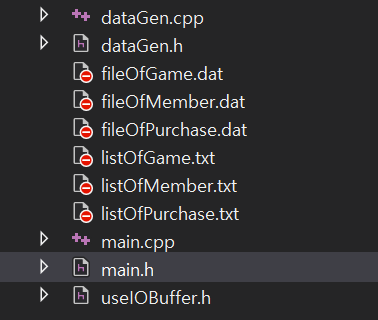 dataGen.cpp
dataGen.h
fileOfGame.dat
fileOfMember.dat
fileOfPurchase.dat
listOfGame.txt
listOfMember.txt
listOfPurchase.txt
main.cpp
main.h
useIOBuffer.h